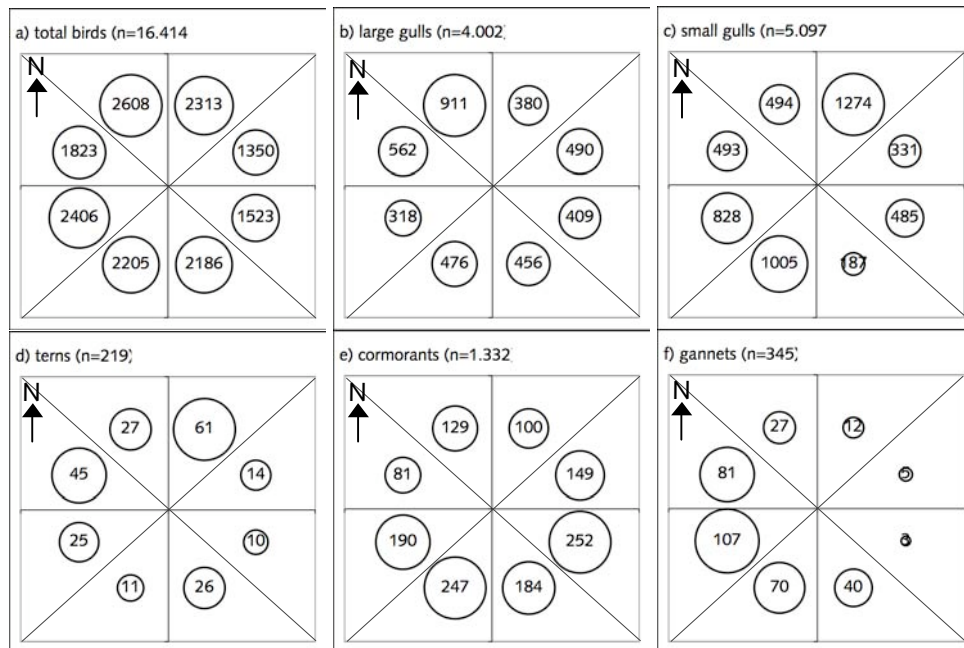 a) total birds (n=16.414
N
2608 2313
1823 1350
2406 1523
2205 2186
b) large gulls (n=4.002)
N
911 380
562 490
318 409
476 456
c) small gulls (n=5.097
N
494 1274
493 331
828 485
1005 187
d) terns (n=219)
N
27 61
45 14
25 10
11 26
e) cormorants (n=1.332)
N
129 100
81 149
190 252
247 184
f) gannets (n=345)
N
27 12
81 5
107 3
70 40